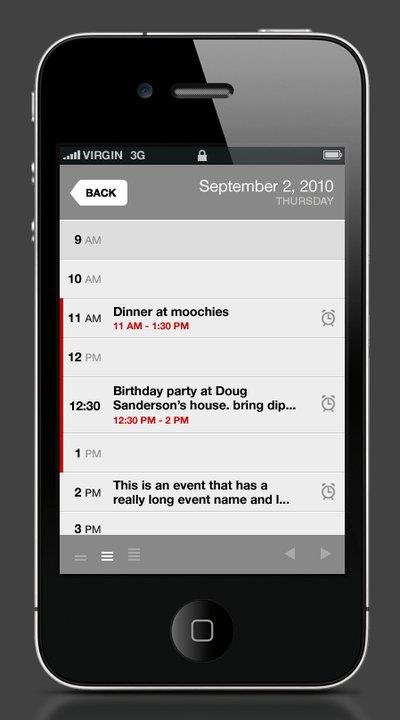 VIRGIN 3G
BACK
September 2, 2010
THURSDAY
9 AM
10 AM
11 AM
Dinner at moochies
11 AM - 1:30 PM
12 PM
12:30
Birthday party at Doug
Sanderson's house. bring dip...
12:30 PM - 2 PM
1 PM
2 PM
This is an event that has a
really long event name and l...
3 PM